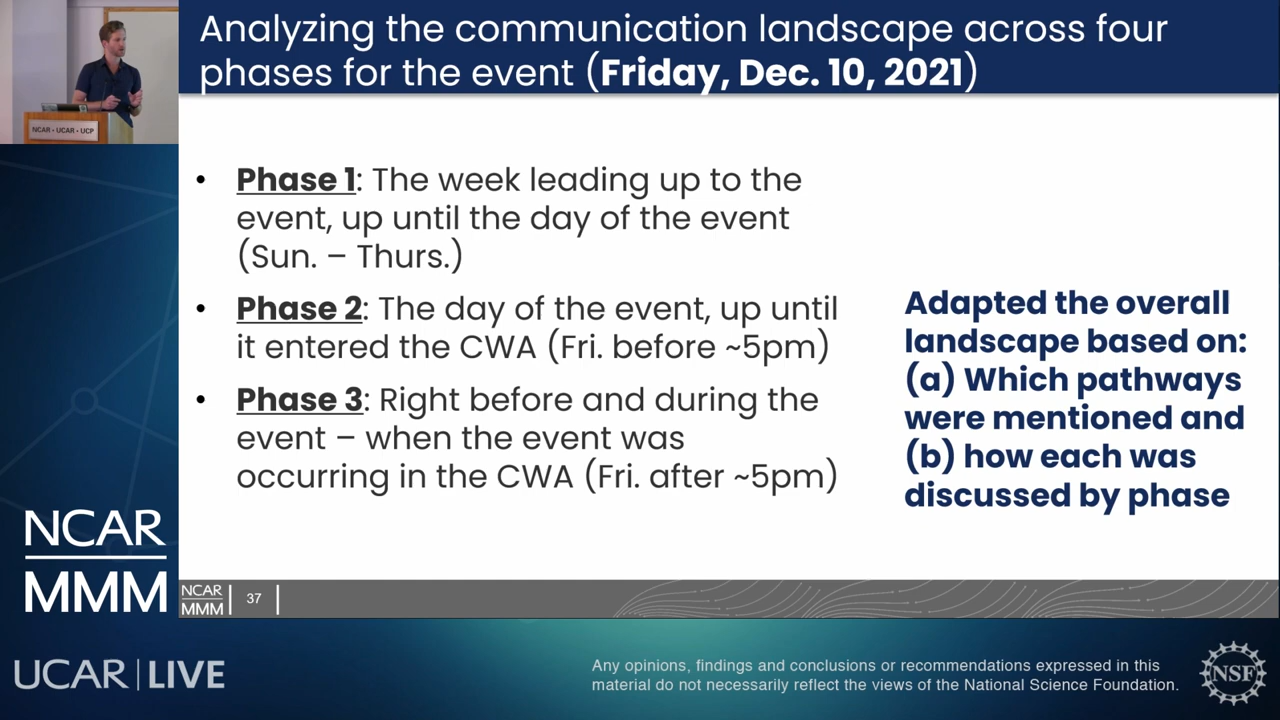 Analyzing the communication landscape across four
phases for the event (Friday, Dec. 10, 2021)
NCAR • UCAR • UCP
• Phase 1: The week leading up to the
event, up until the day of the event
(Sun. – Thurs.)
• Phase 2: The day of the event, up until
it entered the CWA (Fri. before ~5pm)
• Phase 3: Right before and during the
event – when the event was
occurring in the CWA (Fri. after ~5pm)
Adapted the overall
landscape based on:
(a) Which pathways
were mentioned and
(b) how each was
discussed by phase
NCAR
MMM
NCAR
MMM
37
UCAR | LIVE
Any opinions, findings and conclusions or recommendations expressed in this
material do not necessarily reflect the views of the National Science Foundation.
NSF